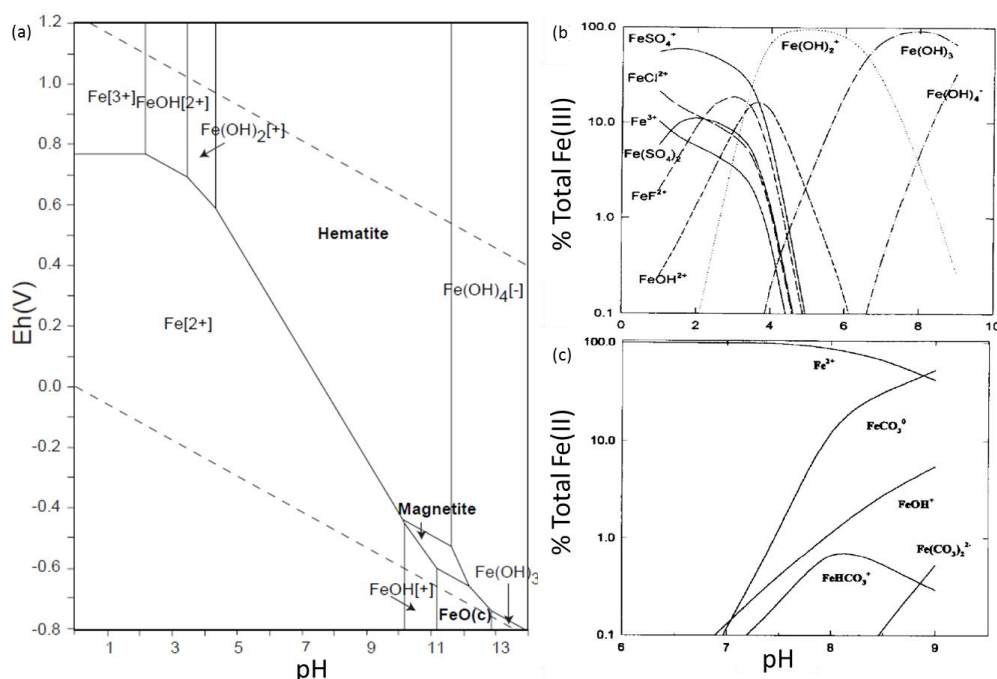 (a)
1.2
1.0
0.8
0.6
0.4
0.2
0.0
-0.2
-0.4
-0.6
-0.8
Eh(V)
Fe[3+]
FeOH[2+]
Fe(OH)₂[+]
Hematite
Fe(OH)₄[-]
Fe[2+]
Magnetite
Fe(OH)₃
FeOH[+]
FeO(c)
1 3 5 7 9 11 13
pH
(b)
100.0
10.0
1.0
0.1
% Total Fe(III)
FeSO₄⁺
Fe(OH)₂⁺
Fe(OH)₃
FeCl²⁺
Fe(OH)₄⁻
Fe³⁺
Fe(SO₄)₂
FeF²⁺
FeOH²⁺
0 2 4 6 8 10
(c)
100.0
10.0
1.0
0.1
% Total Fe(II)
Fe²⁺
FeCO₃⁰
FeOH⁺
Fe(CO₃)₂²⁻
FeHCO₃⁺
6 7 8 9
pH